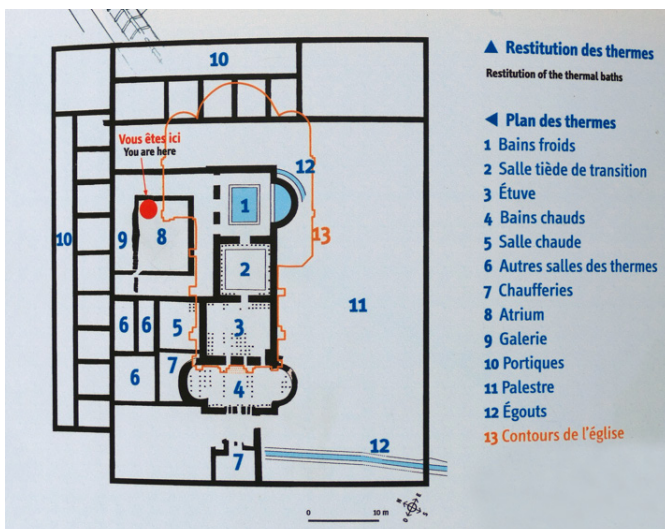 10
Vous êtes ici
You are here
12
1
13
10
9
8
2
11
6
6
5
3
7
6
4
12
7
0
10 m
▲ Restitution des thermes
Restitution of the thermal baths
◀ Plan des thermes
1 Bains froids
2 Salle tiède de transition
3 Étuve
4 Bains chauds
5 Salle chaude
6 Autres salles des thermes
7 Chaufferies
8 Atrium
9 Galerie
10 Portiques
11 Palestre
12 Égouts
13 Contours de l'église